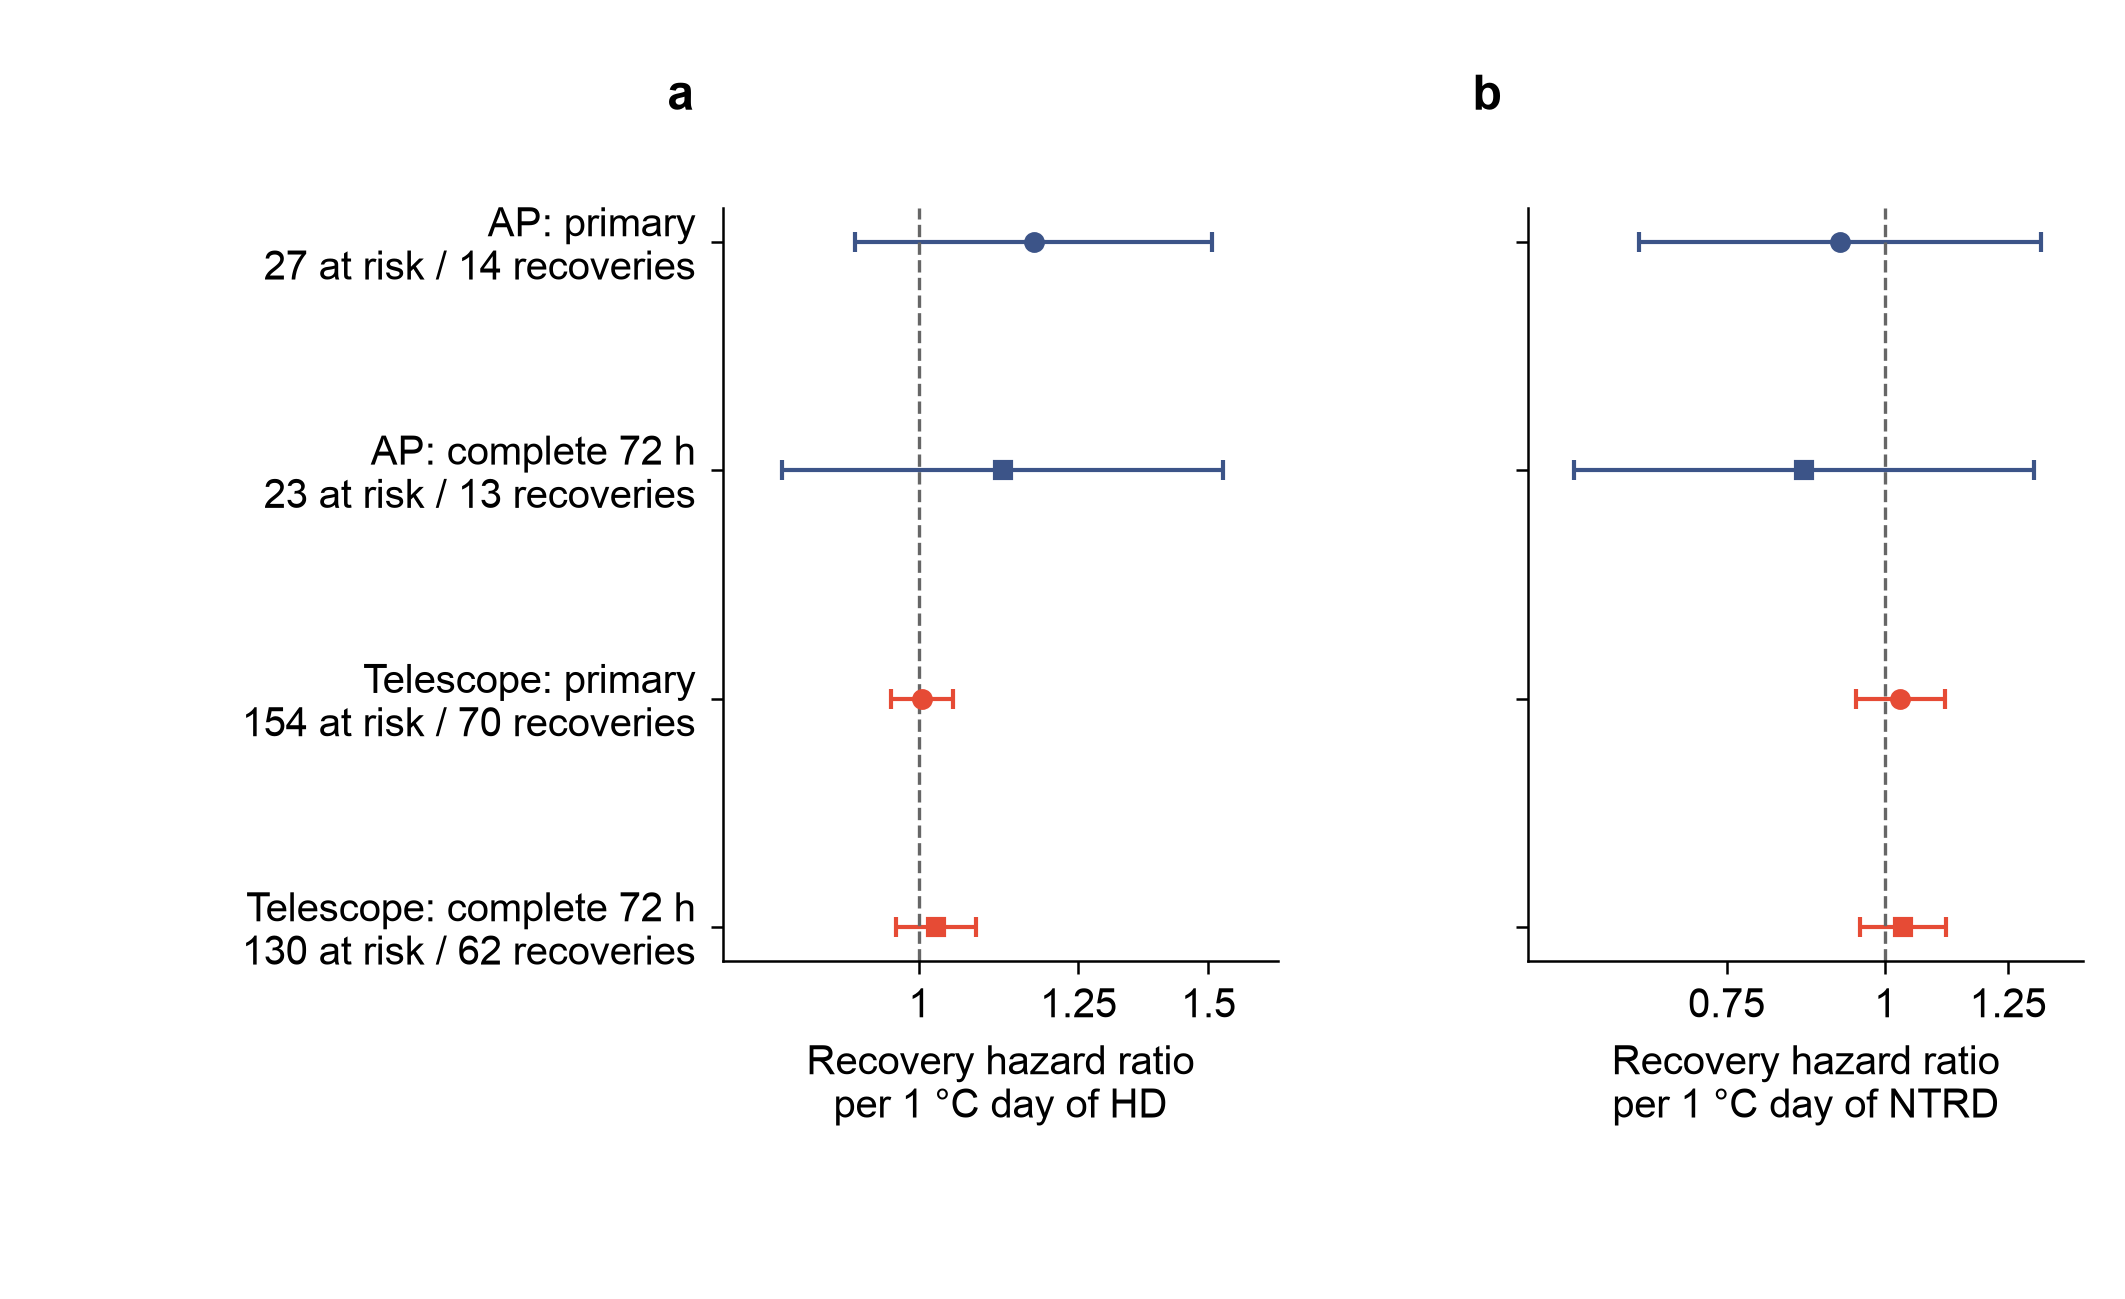 a
b
AP: primary
27 at risk / 14 recoveries
AP: complete 72 h
23 at risk / 13 recoveries
Telescope: primary
154 at risk / 70 recoveries
Telescope: complete 72 h
130 at risk / 62 recoveries
1
1.25
1.5
Recovery hazard ratio
per 1 °C day of HD
0.75
1
1.25
Recovery hazard ratio
per 1 °C day of NTRD